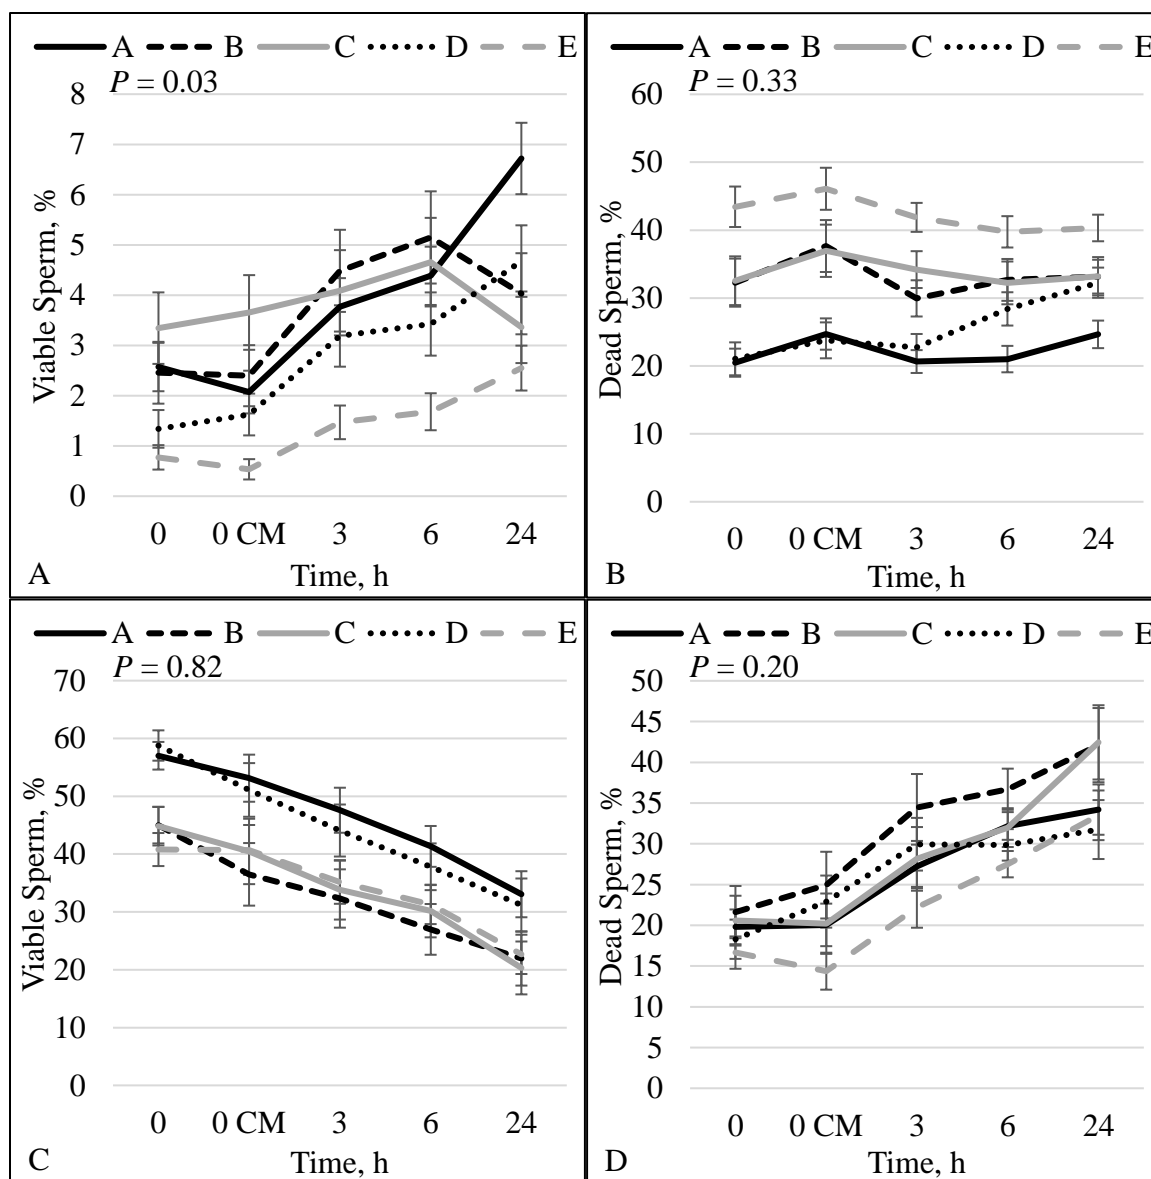 A B C D E
P = 0.03
8
7
6
5
4
3
2
1
0
Viable Sperm, %
0 0 CM 3 6 24
Time, h
A
A B C D E
P = 0.33
60
50
40
30
20
10
0
Dead Sperm, %
0 0 CM 3 6 24
Time, h
B
A B C D E
P = 0.82
70
60
50
40
30
20
10
0
Viable Sperm, %
0 0 CM 3 6 24
Time, h
C
A B C D E
P = 0.20
50
45
40
35
30
25
20
15
10
5
0
Dead Sperm, %
0 0 CM 3 6 24
Time, h
D